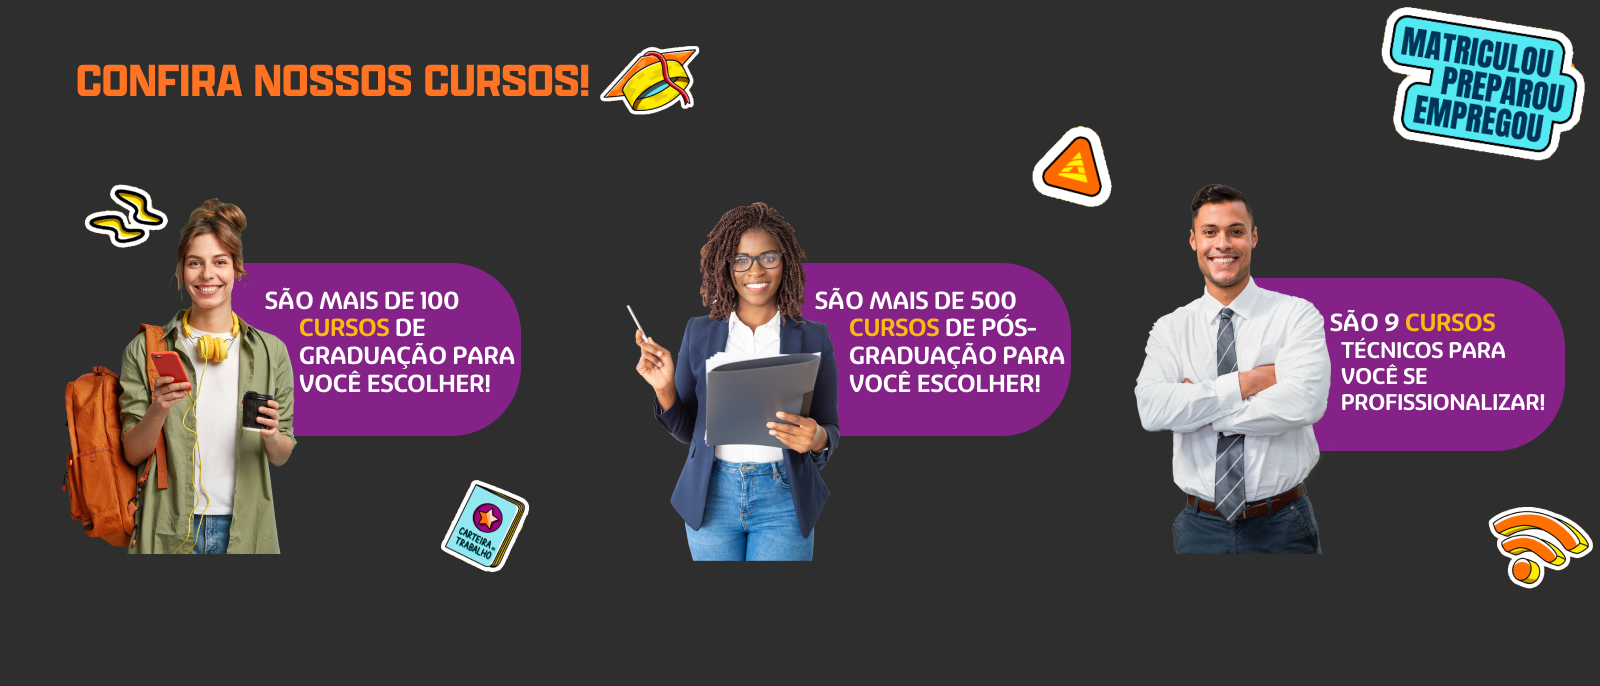 CONFIRA NOSSOS CURSOS!
MATRICULOU
PREPAROU
EMPREGOU
SÃO MAIS DE 100
CURSOS DE
GRADUAÇÃO PARA
VOCÊ ESCOLHER!
SÃO MAIS DE 500
CURSOS DE PÓS-
GRADUAÇÃO PARA
VOCÊ ESCOLHER!
SÃO 9 CURSOS
TÉCNICOS PARA
VOCÊ SE
PROFISSIONALIZAR!
CARTEIRA DE
TRABALHO